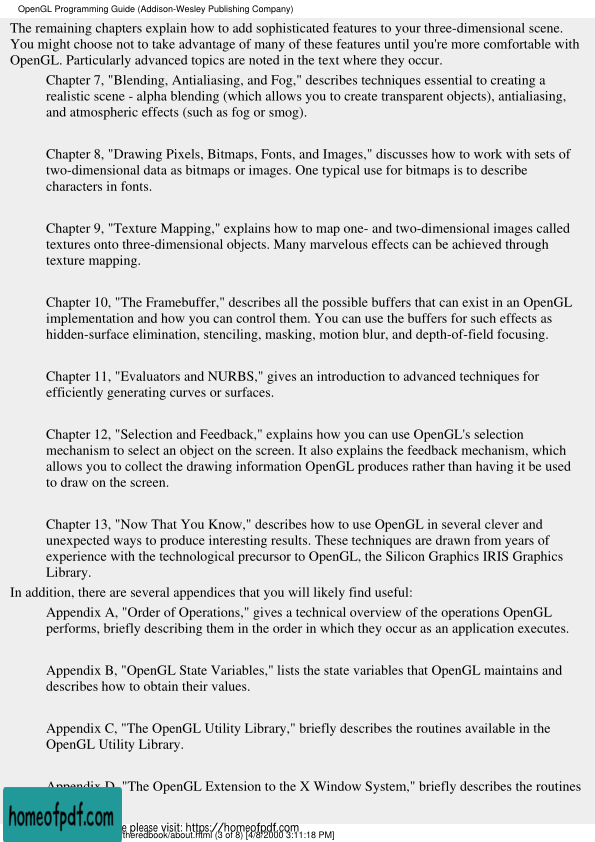 OpenGL Programming Guide (Addison-Wesley Publishing Company)
The remaining chapters explain how to add sophisticated features to your three-dimensional scene.
You might choose not to take advantage of many of these features until you're more comfortable with
OpenGL. Particularly advanced topics are noted in the text where they occur.
Chapter 7, "Blending, Antialiasing, and Fog," describes techniques essential to creating a
realistic scene - alpha blending (which allows you to create transparent objects), antialiasing,
and atmospheric effects (such as fog or smog).
Chapter 8, "Drawing Pixels, Bitmaps, Fonts, and Images," discusses how to work with sets of
two-dimensional data as bitmaps or images. One typical use for bitmaps is to describe
characters in fonts.
Chapter 9, "Texture Mapping," explains how to map one- and two-dimensional images called
textures onto three-dimensional objects. Many marvelous effects can be achieved through
texture mapping.
Chapter 10, "The Framebuffer," describes all the possible buffers that can exist in an OpenGL
implementation and how you can control them. You can use the buffers for such effects as
hidden-surface elimination, stenciling, masking, motion blur, and depth-of-field focusing.
Chapter 11, "Evaluators and NURBS," gives an introduction to advanced techniques for
efficiently generating curves or surfaces.
Chapter 12, "Selection and Feedback," explains how you can use OpenGL's selection
mechanism to select an object on the screen. It also explains the feedback mechanism, which
allows you to collect the drawing information OpenGL produces rather than having it be used
to draw on the screen.
Chapter 13, "Now That You Know," describes how to use OpenGL in several clever and
unexpected ways to produce interesting results. These techniques are drawn from years of
experience with the technological precursor to OpenGL, the Silicon Graphics IRIS Graphics
Library.
In addition, there are several appendices that you will likely find useful:
Appendix A, "Order of Operations," gives a technical overview of the operations OpenGL
performs, briefly describing them in the order in which they occur as an application executes.
Appendix B, "OpenGL State Variables," lists the state variables that OpenGL maintains and
describes how to obtain their values.
Appendix C, "The OpenGL Utility Library," briefly describes the routines available in the
OpenGL Utility Library.
Appendix D, "The OpenGL Extension to the X Window System," briefly describes the routines
homeofpdf.com
please visit: https://homeofpdf.com
theredbook/about.html (3 of 8) [4/8/2000 3:11:18 PM]